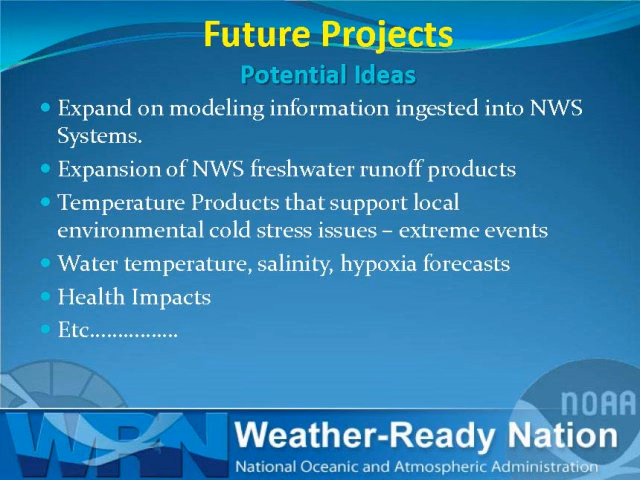 Future Projects
Potential Ideas
• Expand on modeling information ingested into NWS
Systems.
• Expansion of NWS freshwater runoff products
• Temperature Products that support local
environmental cold stress issues – extreme events
• Water temperature, salinity, hypoxia forecasts
• Health Impacts
• Etc……………
NOAA
WRN
Weather-Ready Nation
National Oceanic and Atmospheric Administration